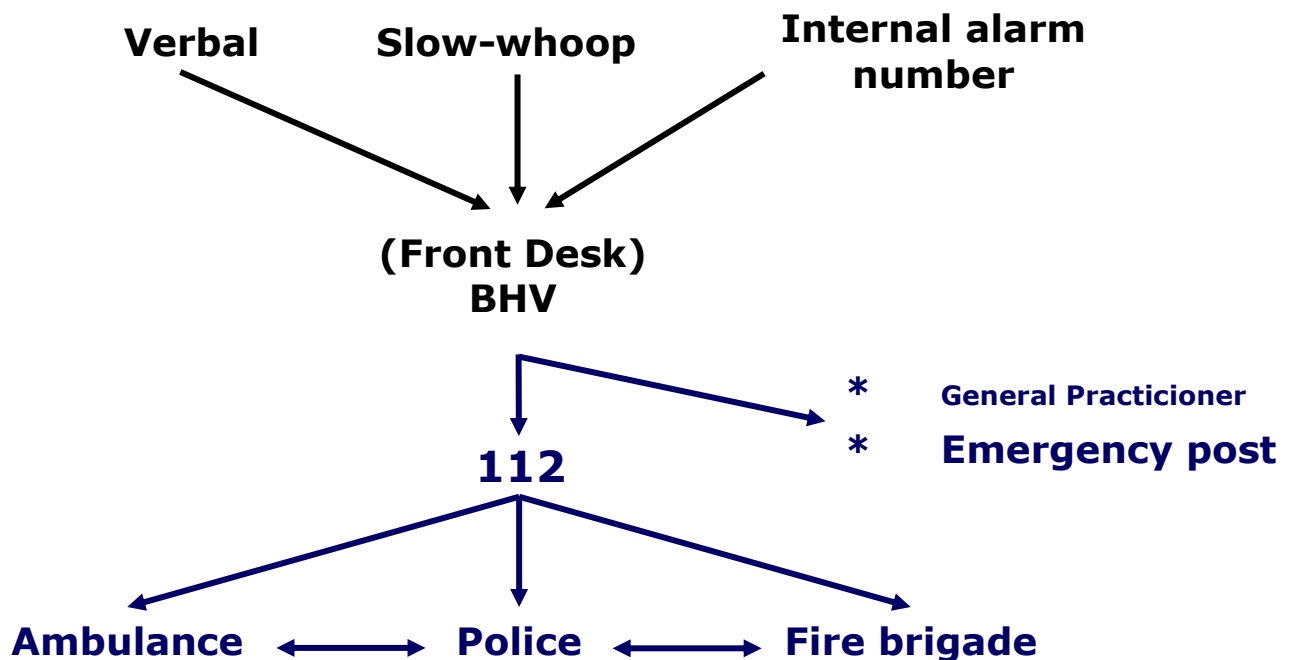 Verbal
Slow-whoop
Internal alarm
number
(Front Desk)
BHV
* General Practicioner
* Emergency post
112
Ambulance
Police
Fire brigade